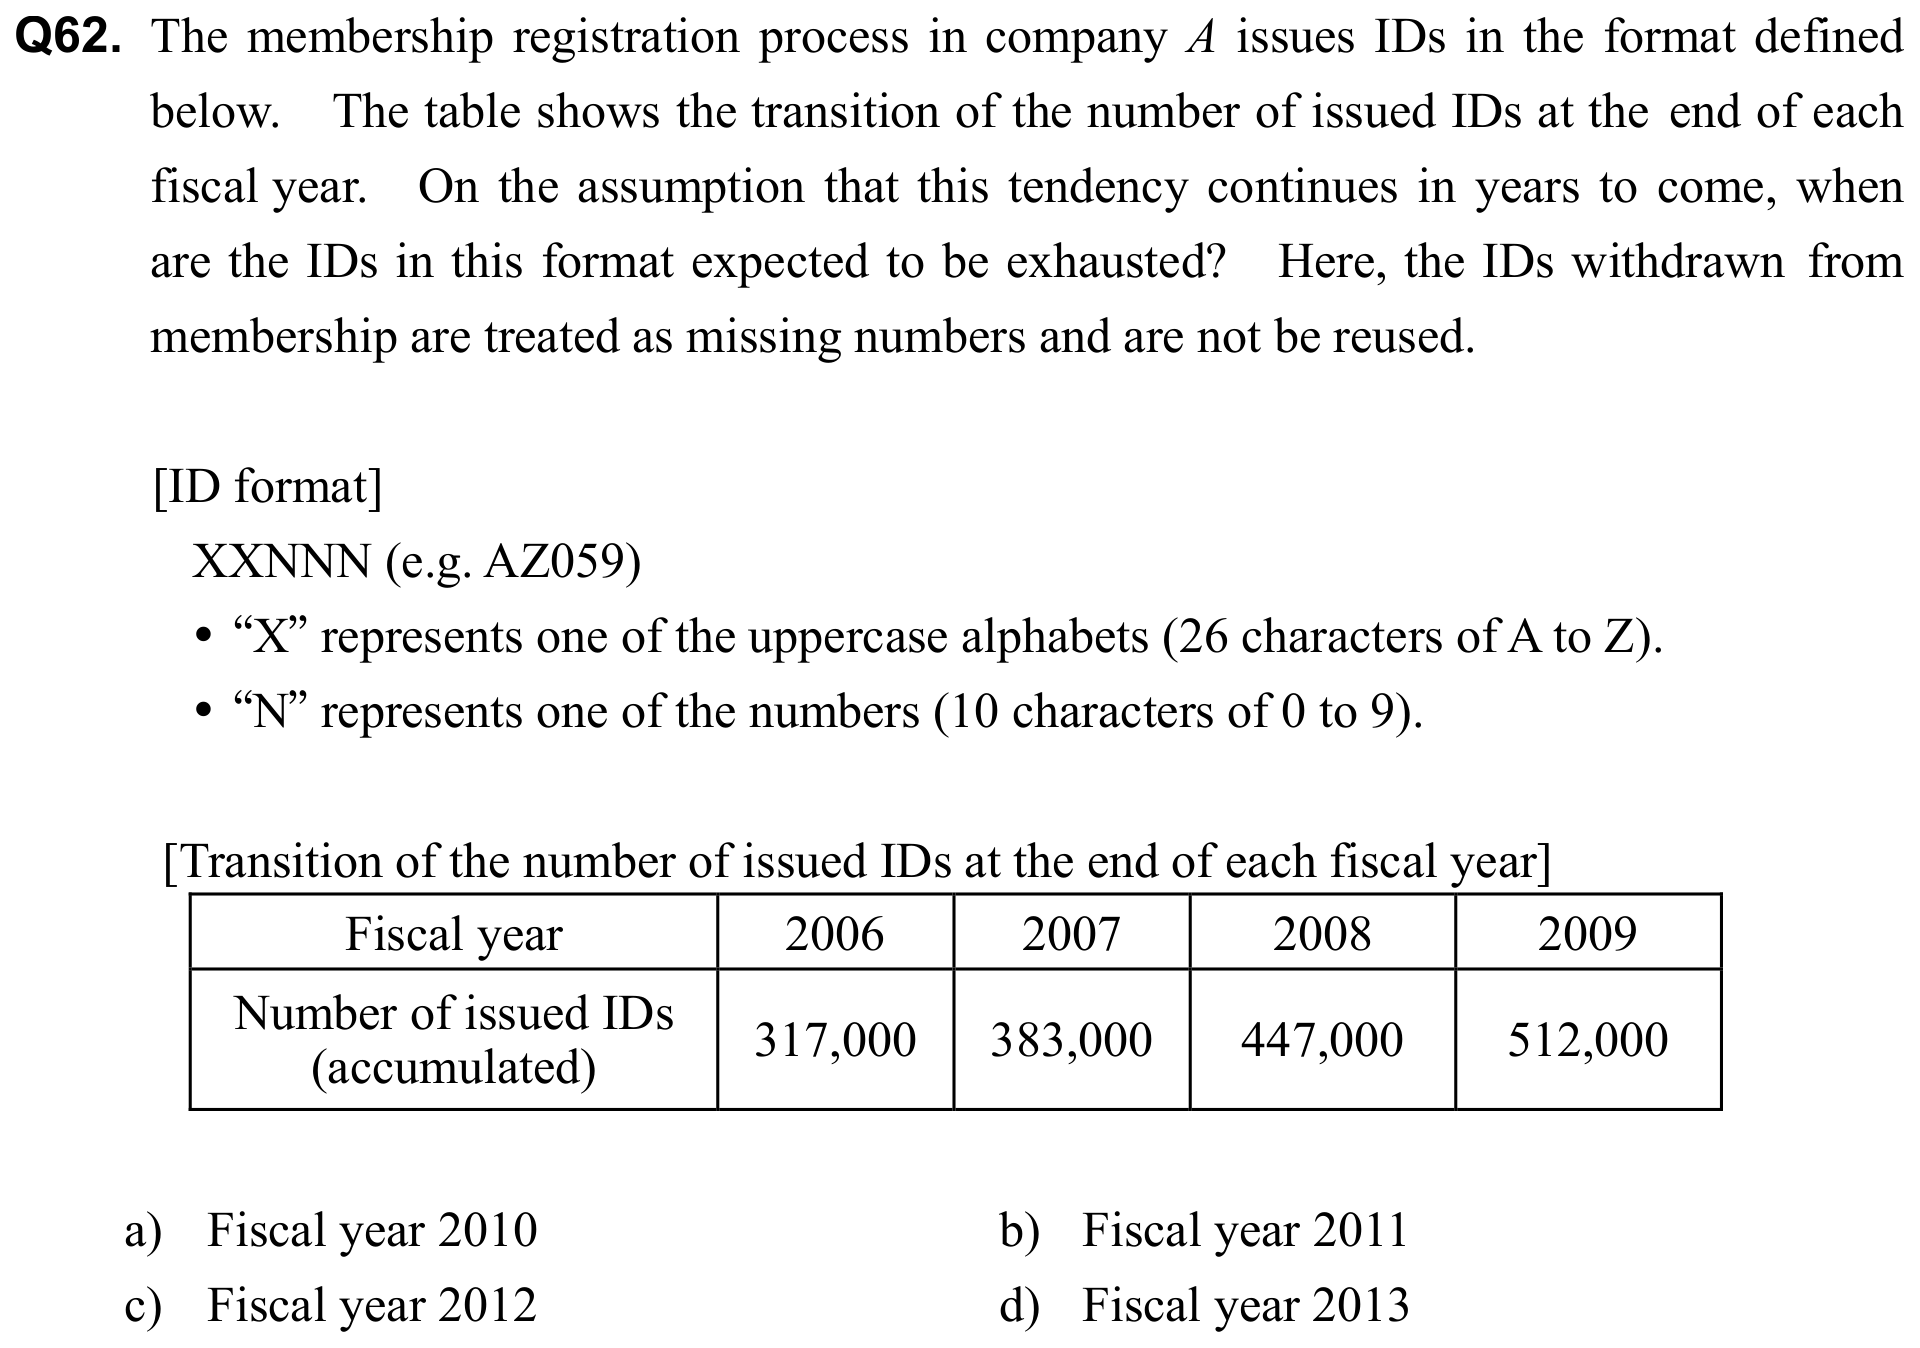 Q62. The membership registration process in company A issues IDs in the format defined
below. The table shows the transition of the number of issued IDs at the end of each
fiscal year. On the assumption that this tendency continues in years to come, when
are the IDs in this format expected to be exhausted? Here, the IDs withdrawn from
membership are treated as missing numbers and are not be reused.
[ID format]
XXNNN (e.g. AZ059)
• “X” represents one of the uppercase alphabets (26 characters of A to Z).
• “N” represents one of the numbers (10 characters of 0 to 9).
[Transition of the number of issued IDs at the end of each fiscal year]
Fiscal year 2006 2007 2008 2009
Number of issued IDs
(accumulated) 317,000 383,000 447,000 512,000
a) Fiscal year 2010 b) Fiscal year 2011
c) Fiscal year 2012 d) Fiscal year 2013